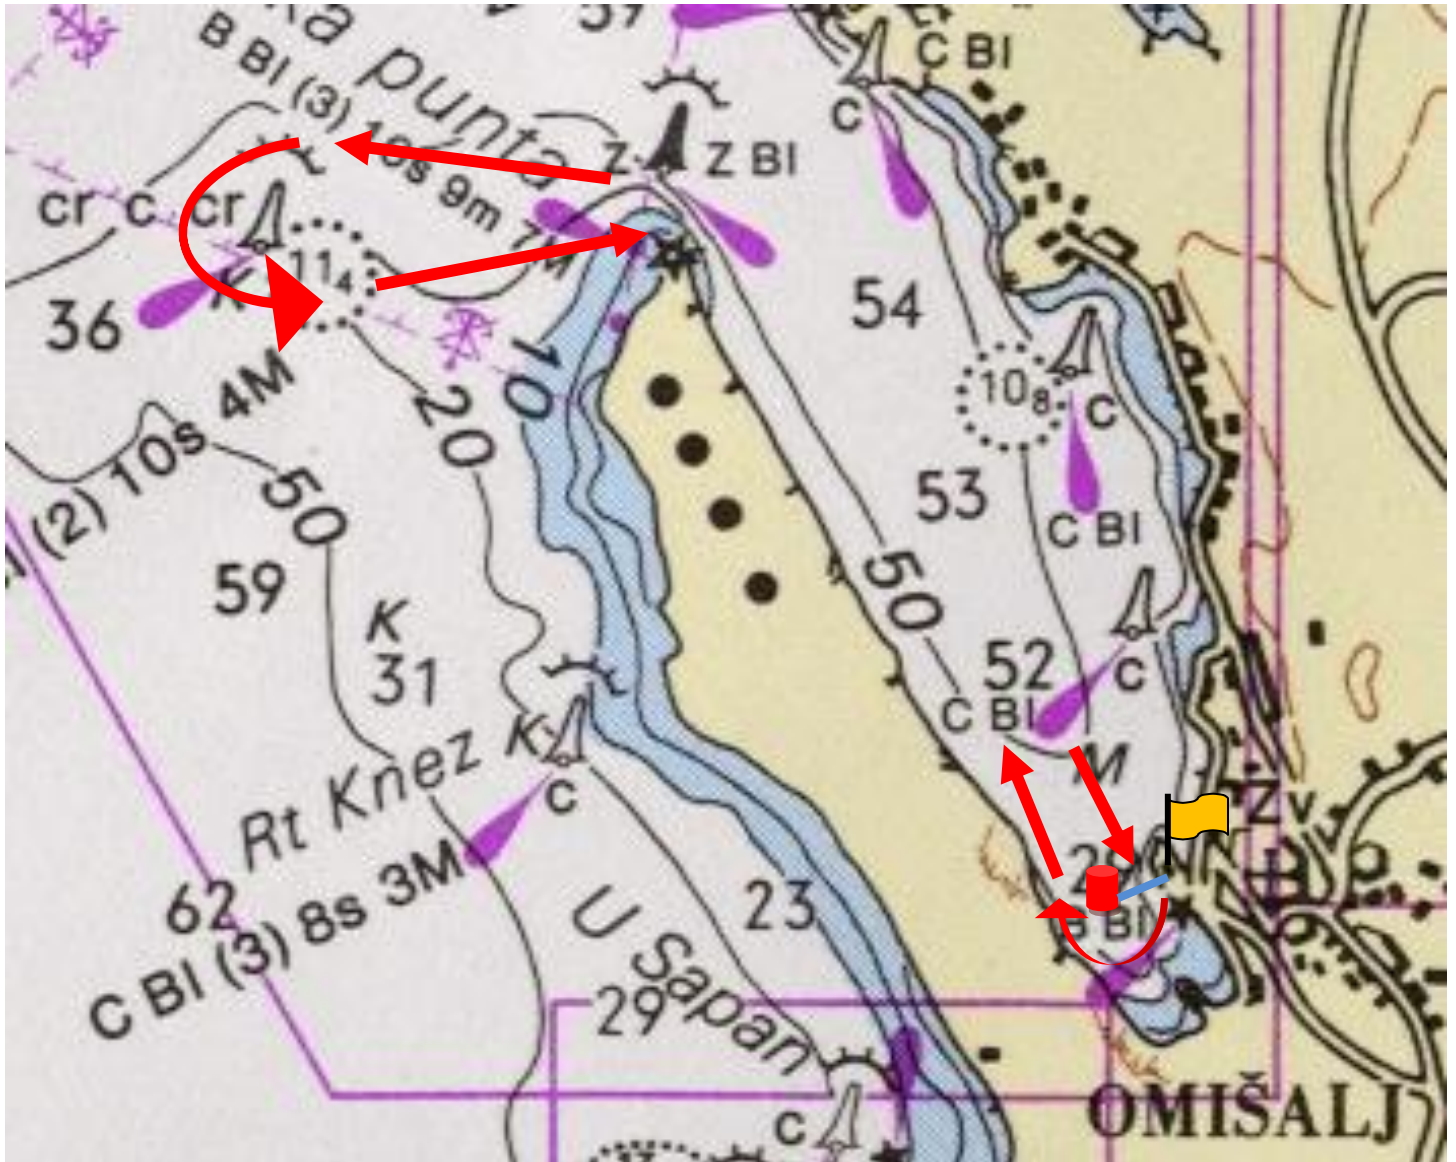 C Bl
punta
B Bl (3) 10s 9m 7M
C
Z
Z Bl
cr c cr
K
11₄
36
54
10
20
10₈
C
(2) 10s 4M
50
53
C Bl
50
59
K
31
52
C
C Bl
M
Rt Knez
K
C
Zv
C Bl (3) 8s 3M
62
23
U Sapan
29
C
OMIŠALJ